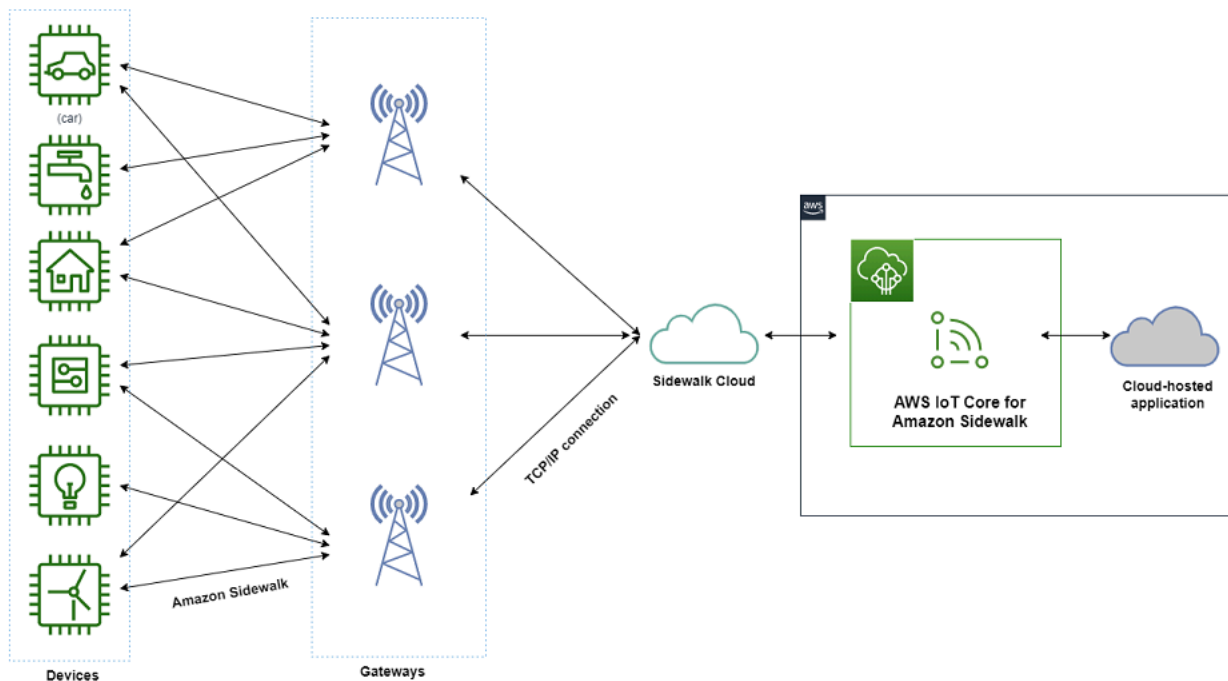 (car)
Devices
Amazon Sidewalk
Gateways
TCP/IP connection
Sidewalk Cloud
aws
AWS IoT Core for
Amazon Sidewalk
Cloud-hosted
application